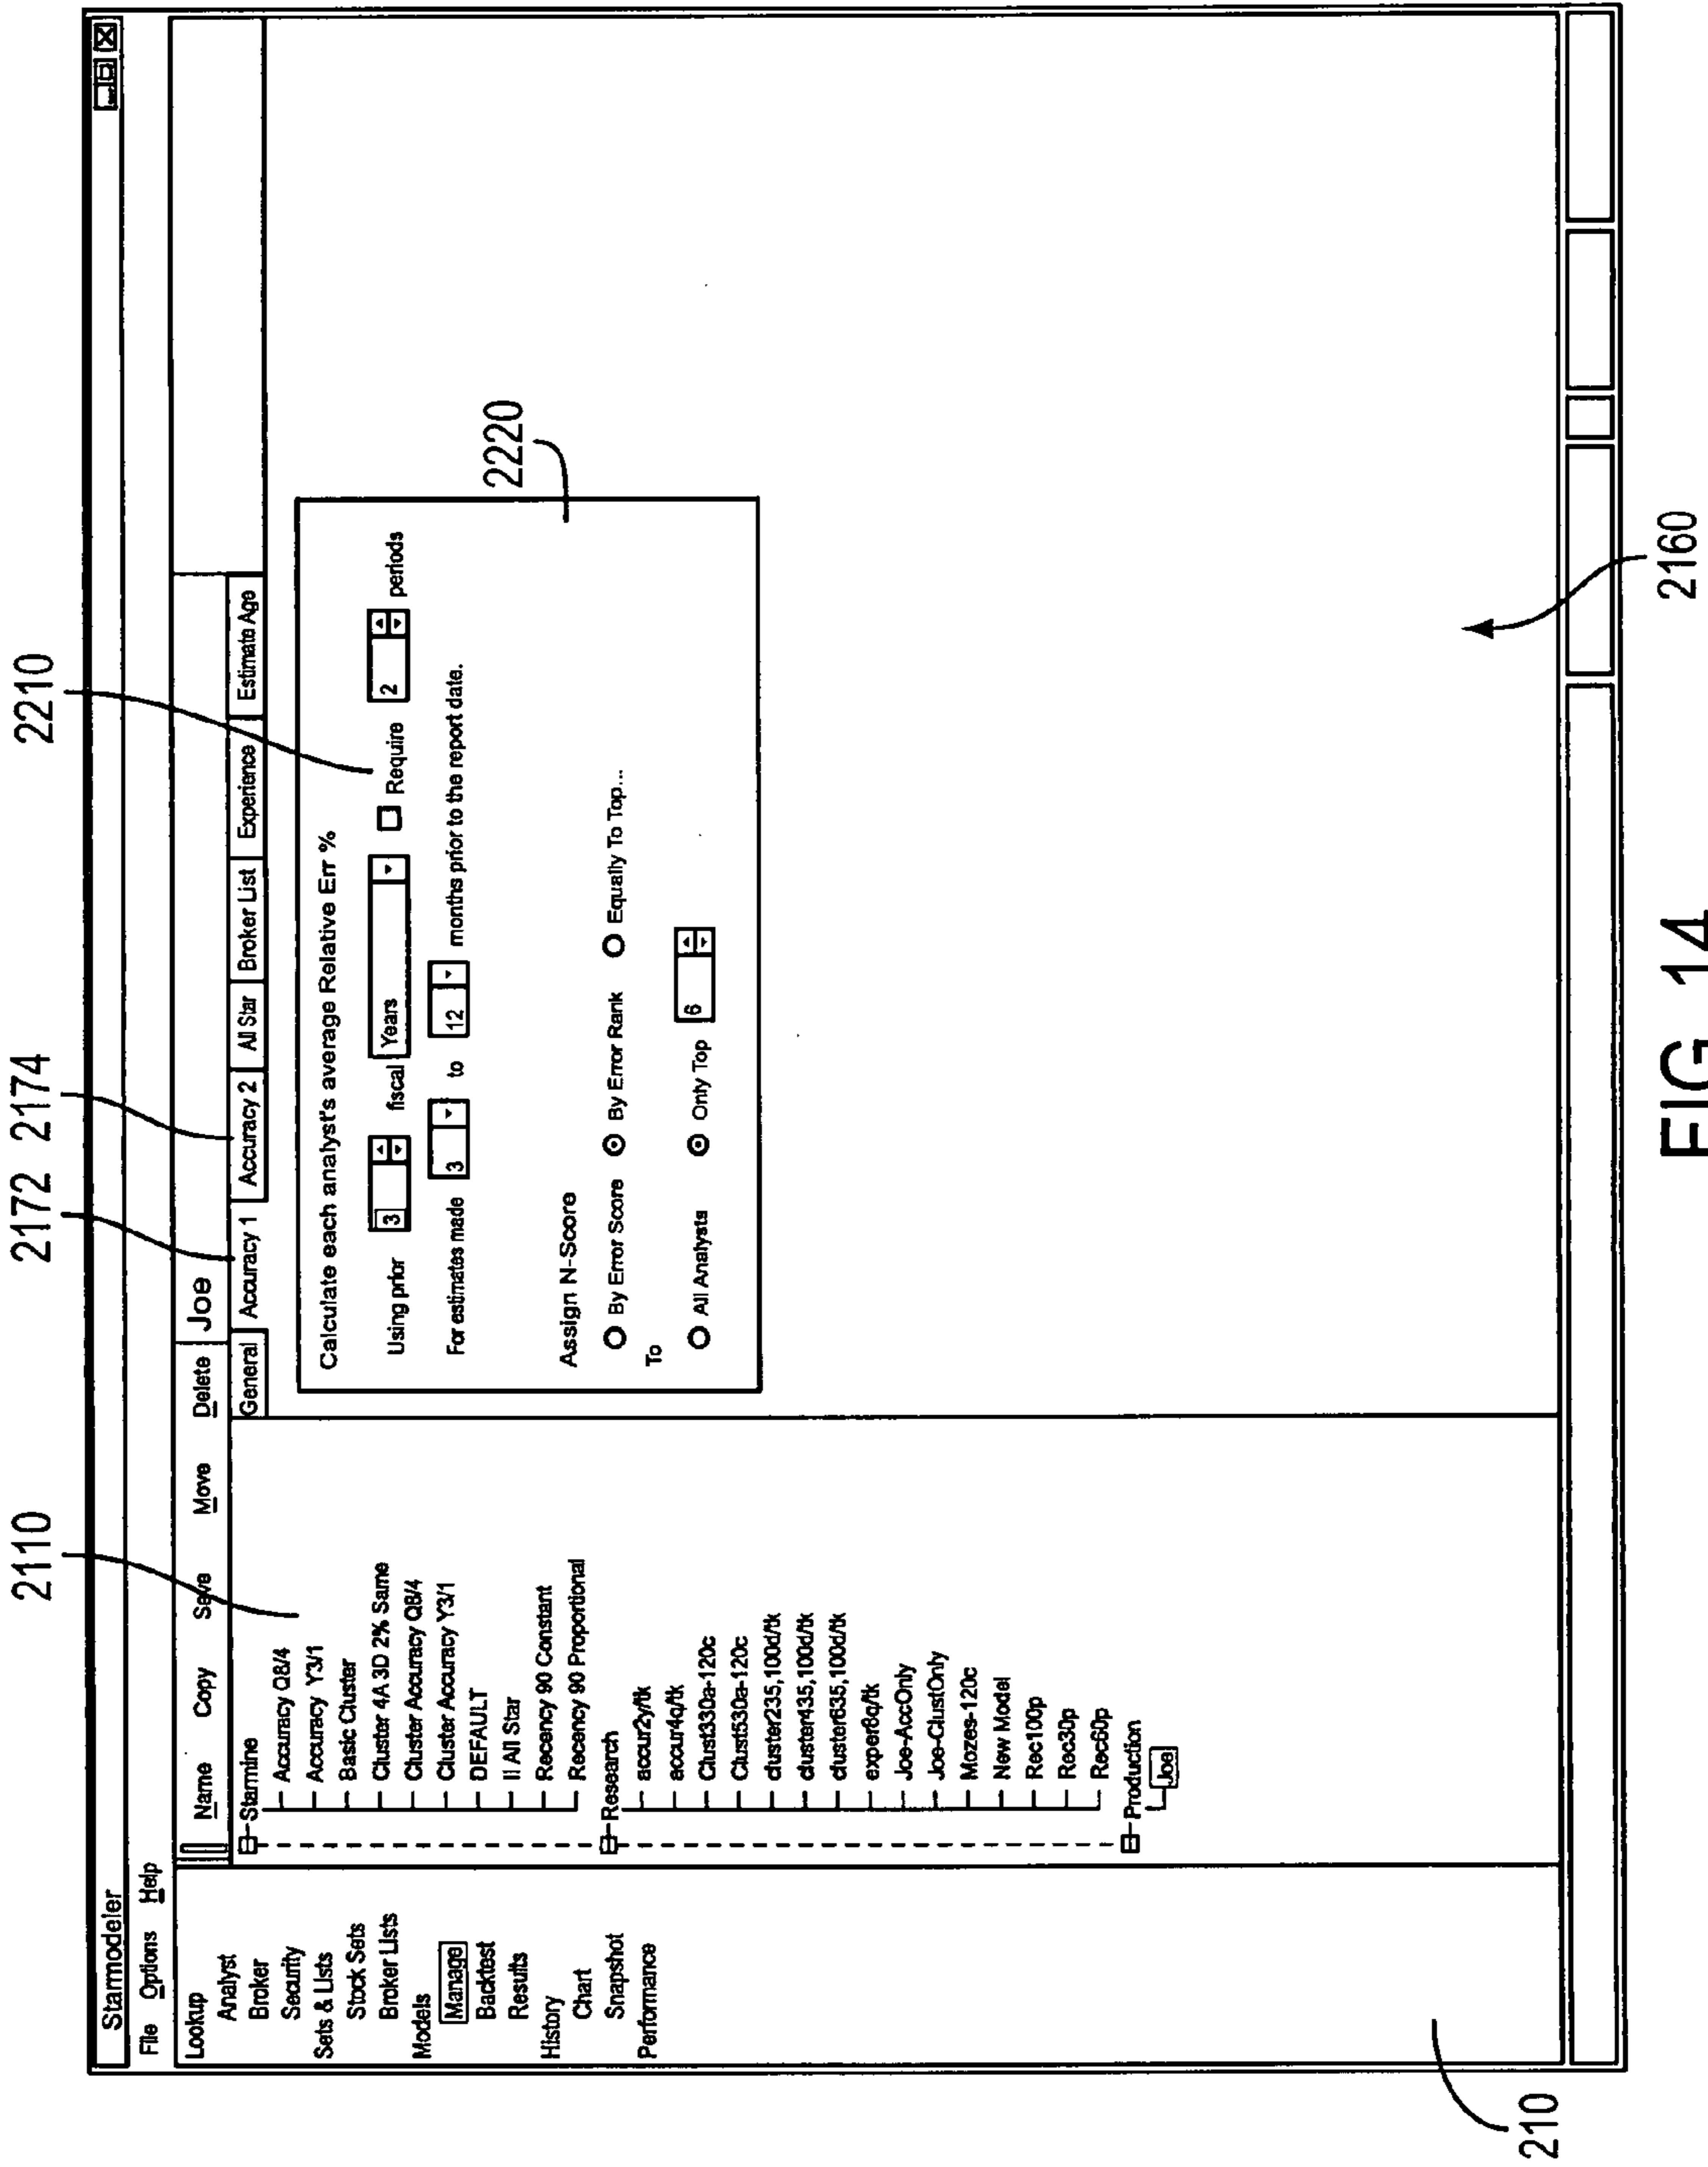 2110
2172 2174
2210
Starmodeler
File Options Help
Lookup
Analyst
Broker
Security
Sets & Lists
Stock Sets
Broker Lists
Models
Manage
Backtest
Results
History
Chart
Snapshot
Performance
Name Copy Save Move Delete Joe
Starmine
Accuracy Q8/4
Accuracy Y3/1
Basic Cluster
Cluster 4A 3D 2% Same
Cluster Accuracy Q8/4
Cluster Accuracy Y3/1
DEFAULT
II All Star
Recency 90 Constant
Recency 90 Proportional
Research
accur2y/tk
accur4q/tk
Clust330a-120c
Clust530a-120c
cluster235,100d/tk
cluster435,100d/tk
cluster635,100d/tk
exper8q/tk
Joe-AccOnly
Joe-ClustOnly
Mozes-120c
New Model
Rec100p
Rec30p
Rec60p
Production
Joe
General Accuracy 1 Accuracy 2 All Star Broker List Experience Estimate Age
Calculate each analyst's average Relative Err %
Using prior 3 fiscal Years Require 2 periods
For estimates made 3 to 12 months prior to the report date.
Assign N-Score
By Error Score By Error Rank Equally To Top...
To
All Analysts Only Top 6
2220
210
2160
FIG. 14